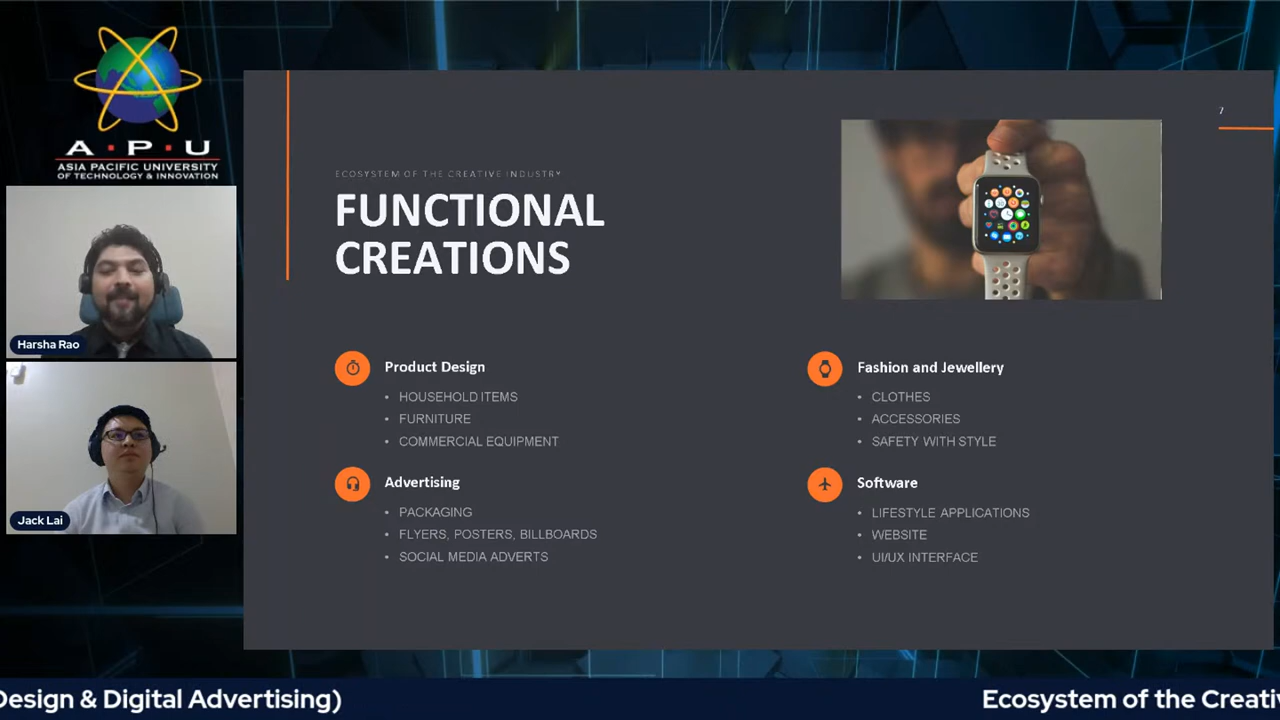 A·P·U
ASIA PACIFIC UNIVERSITY
OF TECHNOLOGY & INNOVATION
Harsha Rao
Jack Lai
7
ECOSYSTEM OF THE CREATIVE INDUSTRY
FUNCTIONAL
CREATIONS
Product Design
• HOUSEHOLD ITEMS
• FURNITURE
• COMMERCIAL EQUIPMENT
Advertising
• PACKAGING
• FLYERS, POSTERS, BILLBOARDS
• SOCIAL MEDIA ADVERTS
Fashion and Jewellery
• CLOTHES
• ACCESSORIES
• SAFETY WITH STYLE
Software
• LIFESTYLE APPLICATIONS
• WEBSITE
• UI/UX INTERFACE
Design & Digital Advertising)
Ecosystem of the Creativ